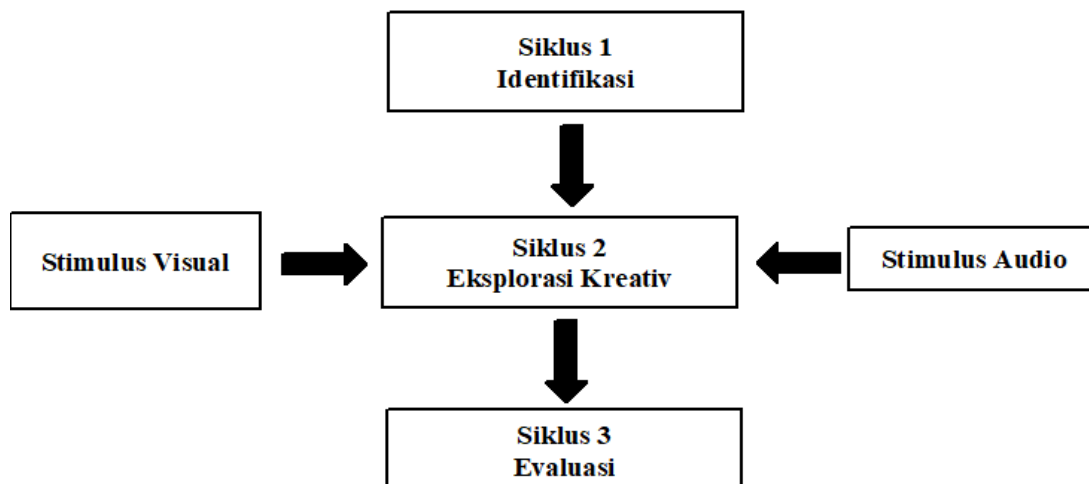 Siklus 1
Identifikasi
Stimulus Visual
Siklus 2
Eksplorasi Kreativ
Stimulus Audio
Siklus 3
Evaluasi